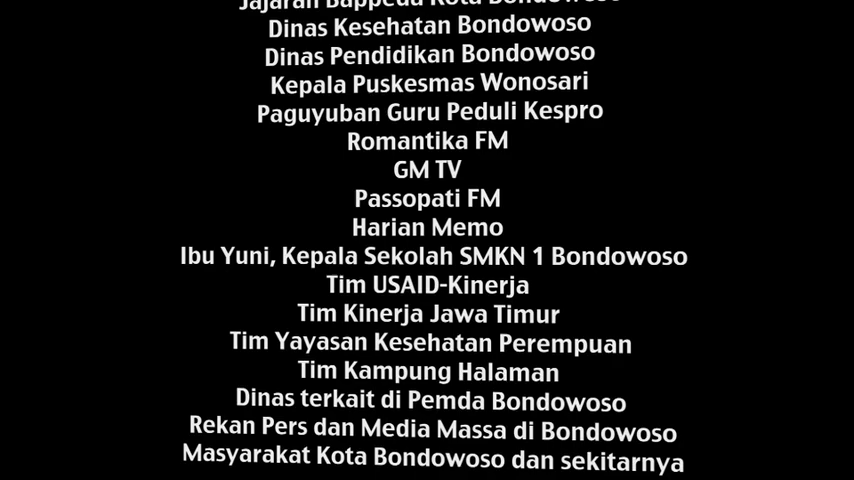 Jajaran Bappeda Kota Bondowoso
Dinas Kesehatan Bondowoso
Dinas Pendidikan Bondowoso
Kepala Puskesmas Wonosari
Paguyuban Guru Peduli Kespro
Romantika FM
GM TV
Passopati FM
Harian Memo
Ibu Yuni, Kepala Sekolah SMKN 1 Bondowoso
Tim USAID-Kinerja
Tim Kinerja Jawa Timur
Tim Yayasan Kesehatan Perempuan
Tim Kampung Halaman
Dinas terkait di Pemda Bondowoso
Rekan Pers dan Media Massa di Bondowoso
Masyarakat Kota Bondowoso dan sekitarnya